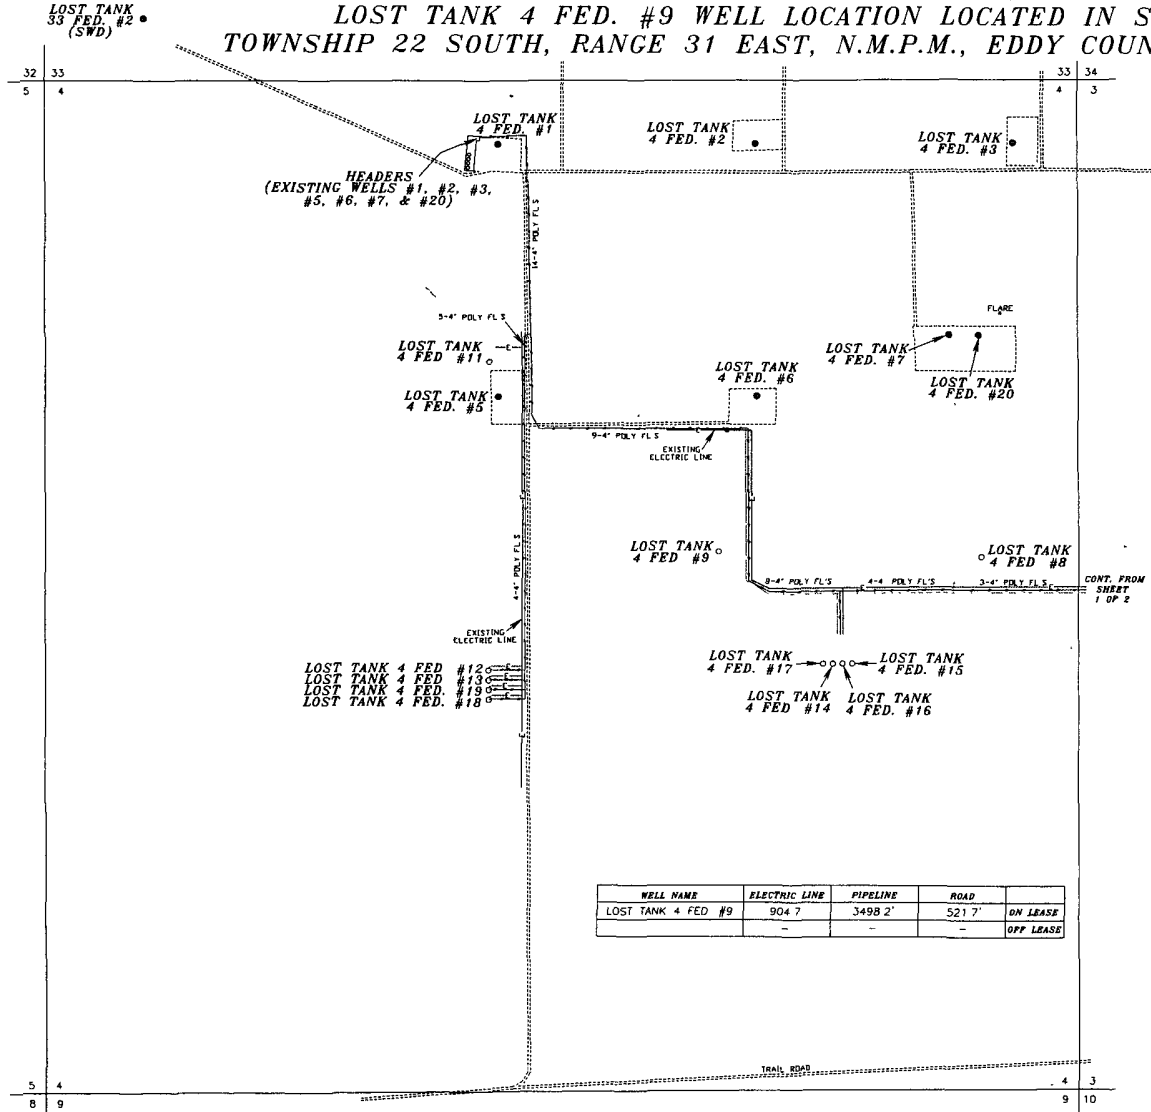 LOST TANK
33 FED. #2
(SWD)
LOST TANK 4 FED. #9 WELL LOCATION LOCATED IN S
TOWNSHIP 22 SOUTH, RANGE 31 EAST, N.M.P.M., EDDY COUN
32 33
5 4
33 34
4 3
LOST TANK
4 FED. #1
LOST TANK
4 FED. #2
LOST TANK
4 FED. #3
HEADERS
(EXISTING WELLS #1, #2, #3,
#5, #6, #7, & #20)
14-4" POLY FL S
5-4" POLY FL S
FLARE
LOST TANK
4 FED #11
LOST TANK
4 FED. #7
LOST TANK
4 FED. #20
LOST TANK
4 FED. #6
LOST TANK
4 FED. #5
9-4" POLY FL S
EXISTING
ELECTRIC LINE
LOST TANK
4 FED #9
LOST TANK
4 FED #8
4-4" POLY FL S
8-4" POLY FL'S
4-4 POLY FL'S
3-4" POLY FL S
CONT. FROM
SHEET
1 OF 2
EXISTING
ELECTRIC LINE
LOST TANK 4 FED #12
LOST TANK 4 FED #13
LOST TANK 4 FED. #19
LOST TANK 4 FED. #18
LOST TANK
4 FED. #17
LOST TANK
4 FED. #15
LOST TANK
4 FED #14
LOST TANK
4 FED. #16
WELL NAME ELECTRIC LINE PIPELINE ROAD
LOST TANK 4 FED #9 904 7 3498 2' 521 7' ON LEASE
- - - OFF LEASE
TRAIL ROAD
5 4
8 9
4 3
9 10